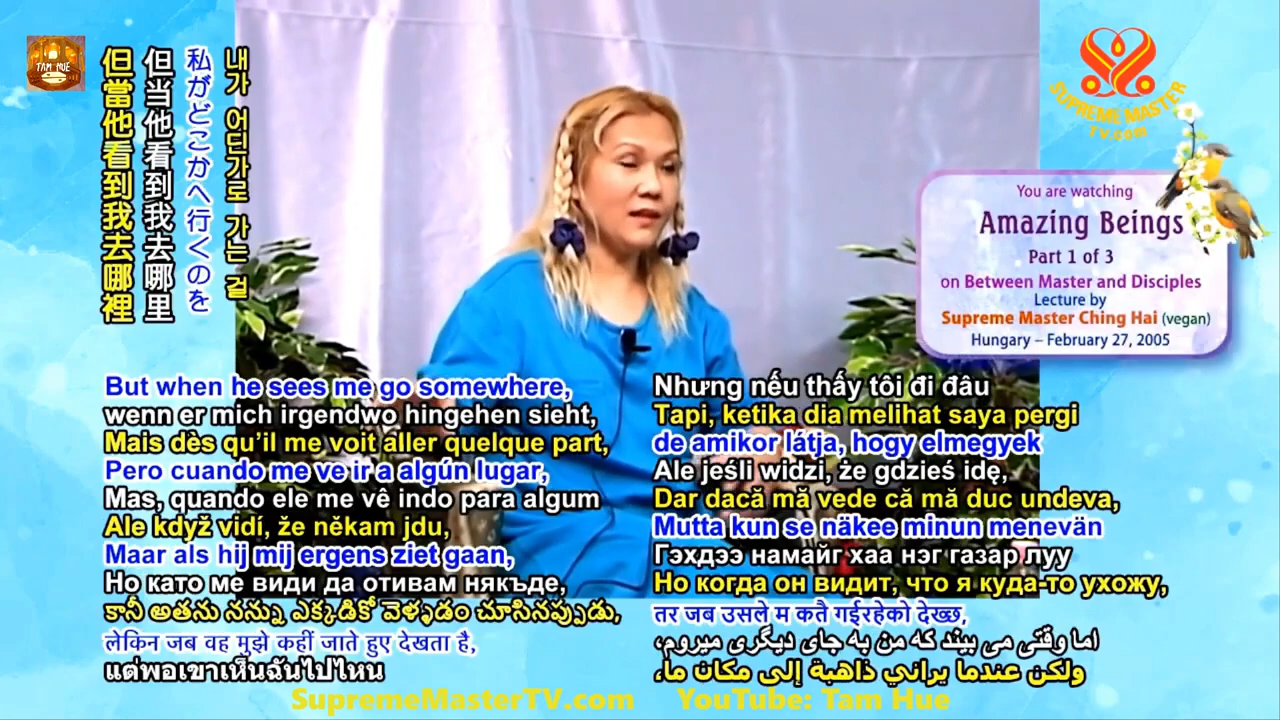 TAM HUE
但當他看到我去哪裡
但当他看到我去哪里
私がどこかへ行くのを
내가 어딘가로 가는 걸
SUPREME MASTER
TV.com
You are watching
Amazing Beings
Part 1 of 3
on Between Master and Disciples
Lecture by
Supreme Master Ching Hai (vegan)
Hungary – February 27, 2005
But when he sees me go somewhere,
wenn er mich irgendwo hingehen sieht,
Mais dès qu’il me voit aller quelque part,
Pero cuando me ve ir a algún lugar,
Mas, quando ele me vê indo para algum
Ale když vidí, že někam jdu,
Maar als hij mij ergens ziet gaan,
Но като ме види да отивам някъде,
కానీ అతను నన్ను ఎక్కడికో వెళ్ళడం చూసినప్పుడు,
लेकिन जब वह मुझे कहीं जाते हुए देखता है,
แต่พอเขาเห็นฉันไปไหน
Nhưng nếu thấy tôi đi đâu
Tapi, ketika dia melihat saya pergi
de amikor látja, hogy elmegyek
Ale jeśli widzi, że gdzieś idę,
Dar dacă mă vede că mă duc undeva,
Mutta kun se näkee minun menevän
Гэхдээ намайг хаа нэг газар луу
Но когда он видит, что я куда-то ухожу,
तर जब उसले म कतै गईरहेको देख्छ,
اما وقتی می بیند که من به جای دیگری میروم،
ولكن عندما يراني ذاهبة إلى مكان ما،
SupremeMasterTV.com YouTube: Tam Hue